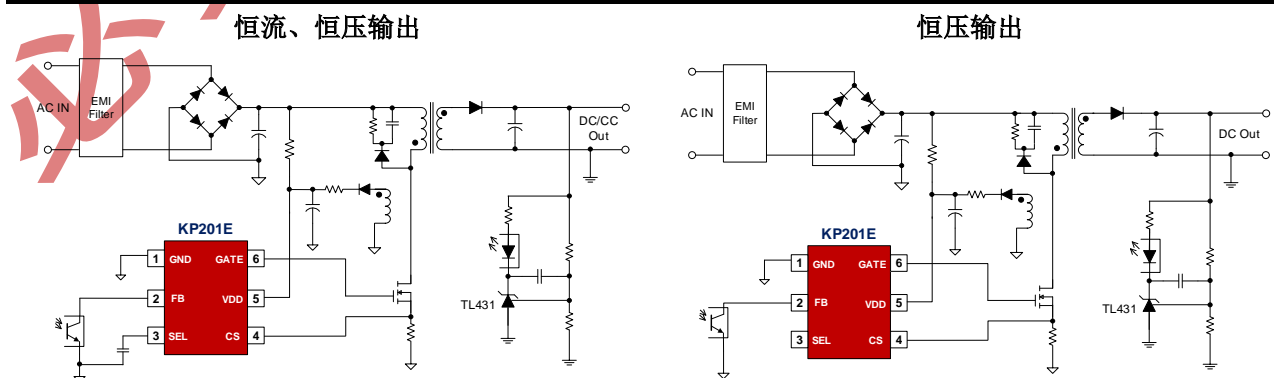 恒流、恒压输出
AC IN
EMI
Filter
DC/CC
Out
KP201E
1 GND GATE 6
2 FB VDD 5
3 SEL CS 4
TL431
恒压输出
AC IN
EMI
Filter
DC Out
KP201E
1 GND GATE 6
2 FB VDD 5
3 SEL CS 4
TL431